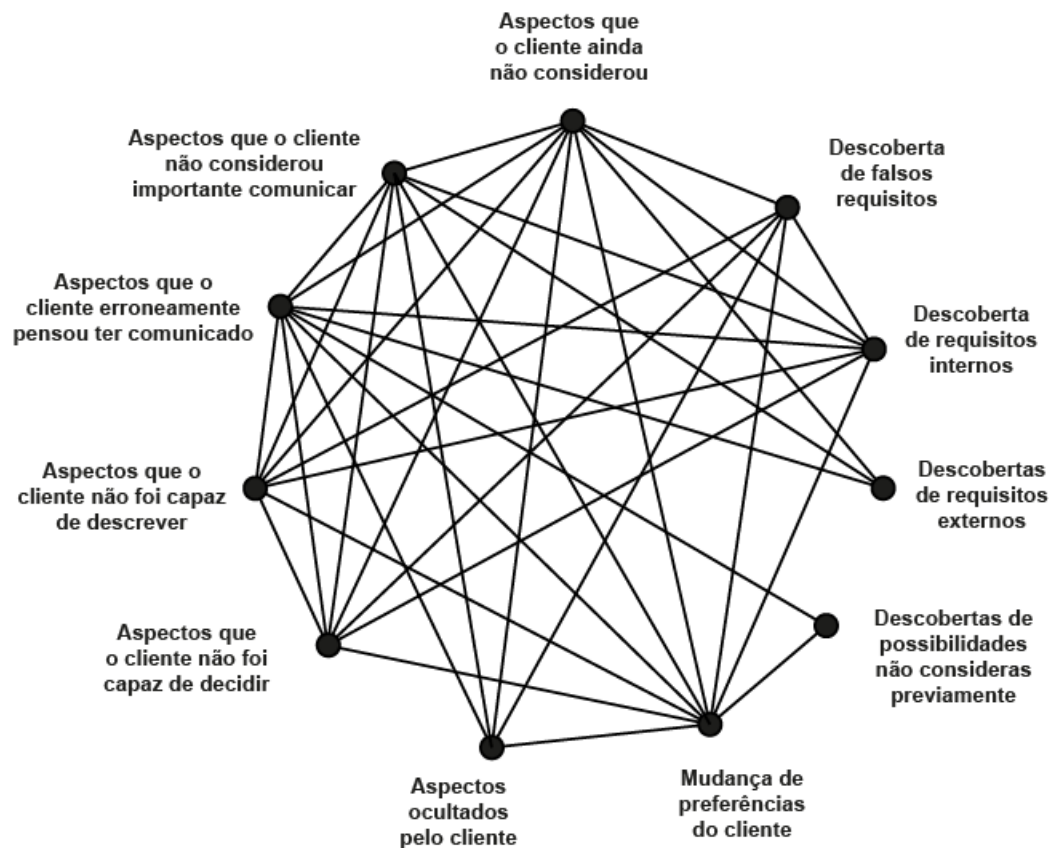 Aspectos que
o cliente ainda
não considerou
Aspectos que o cliente
não considerou
importante comunicar
Descoberta
de falsos
requisitos
Aspectos que o
cliente erroneamente
pensou ter comunicado
Descoberta
de requisitos
internos
Aspectos que o
cliente não foi capaz
de descrever
Descobertas
de requisitos
externos
Aspectos que
o cliente não foi
capaz de decidir
Descobertas de
possibilidades
não consideras
previamente
Aspectos
ocultados
pelo cliente
Mudança de
preferências
do cliente